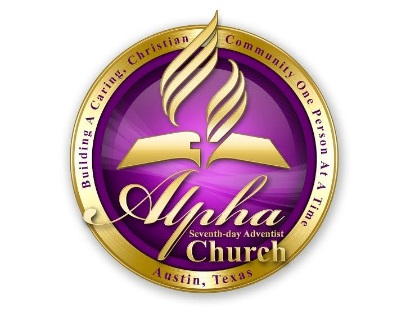 Building A Caring, Christian Community One Person At A Time
Alpha
Seventh-day Adventist
Church
Austin, Texas